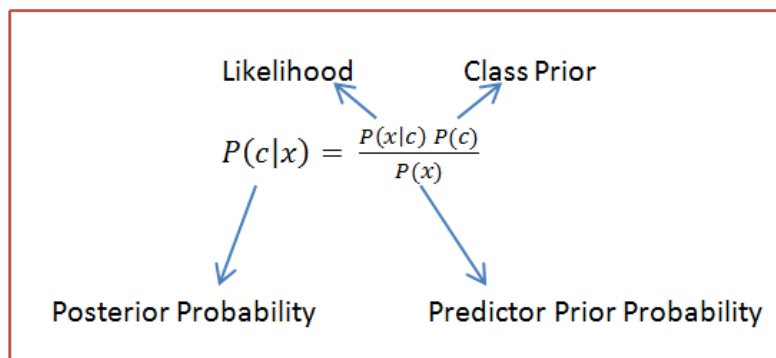 Likelihood Class Prior
P(c|x) = P(x|c) P(c) / P(x)
Posterior Probability Predictor Prior Probability